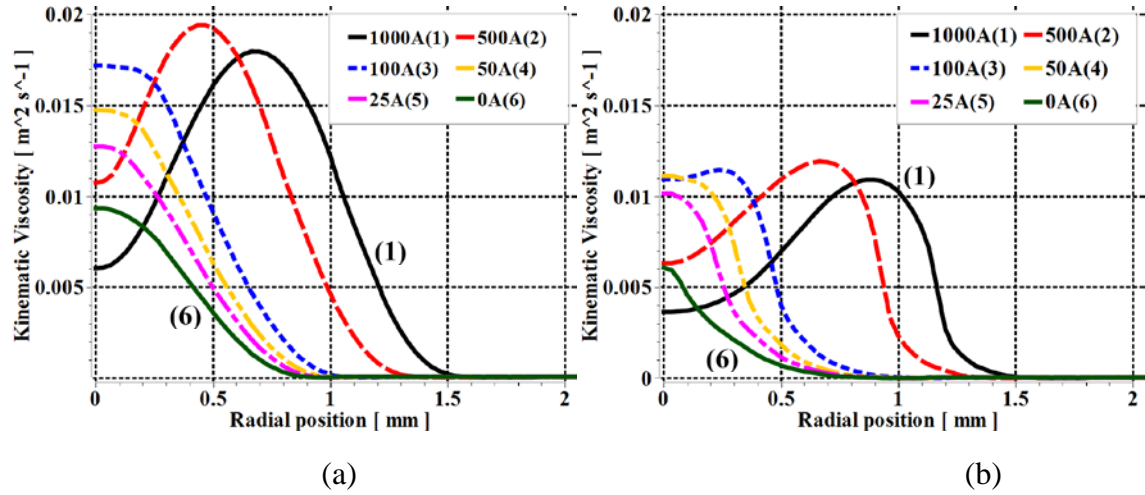 Kinematic Viscosity [ m^2 s^-1 ]
0.02
0.015
0.01
0.005
0
1000A(1) 500A(2)
100A(3) 50A(4)
25A(5) 0A(6)
(1)
(6)
0 0.5 1 1.5 2
Radial position [ mm ]
(a)
Kinematic Viscosity [ m^2 s^-1 ]
0.02
0.015
0.01
0.005
0
1000A(1) 500A(2)
100A(3) 50A(4)
25A(5) 0A(6)
(1)
(6)
0 0.5 1 1.5 2
Radial position [ mm ]
(b)